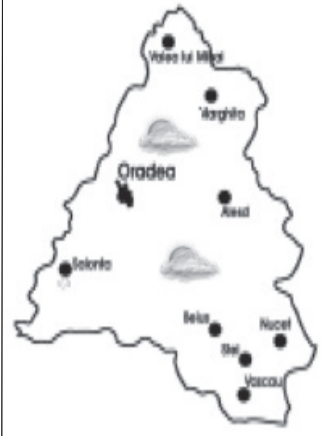 Valea lui Mihai
Marghita
Oradea
Alesd
Salonta
Beius
Nucet
Stei
Vascau